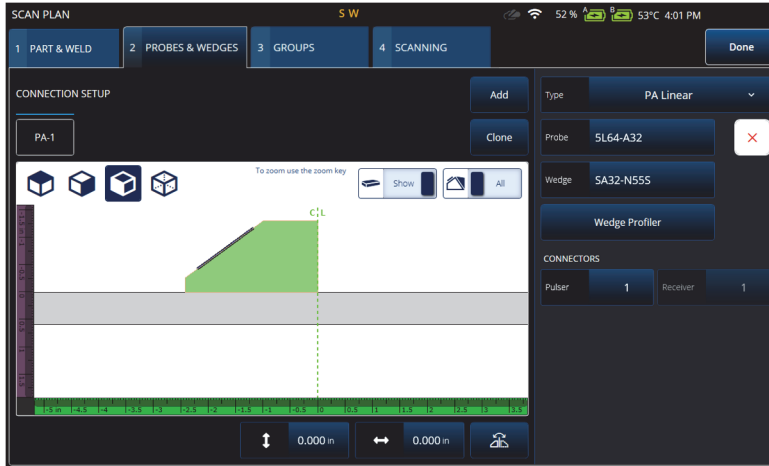 SCAN PLAN
S W
52 % A B 53°C 4:01 PM
1 PART & WELD
2 PROBES & WEDGES
3 GROUPS
4 SCANNING
Done
CONNECTION SETUP
Add
Type PA Linear
PA-1
Clone
Probe 5L64-A32
To zoom use the zoom key
Show
All
Wedge SA32-N55S
Wedge Profiler
C L
CONNECTORS
Pulser 1
Receiver 1
-5 in -4.5 -4 -3.5 -3 -2.5 -2 -1.5 -1 -0.5 0 0.5 1 1.5 2 2.5 3 3.5
0.000 in
0.000 in